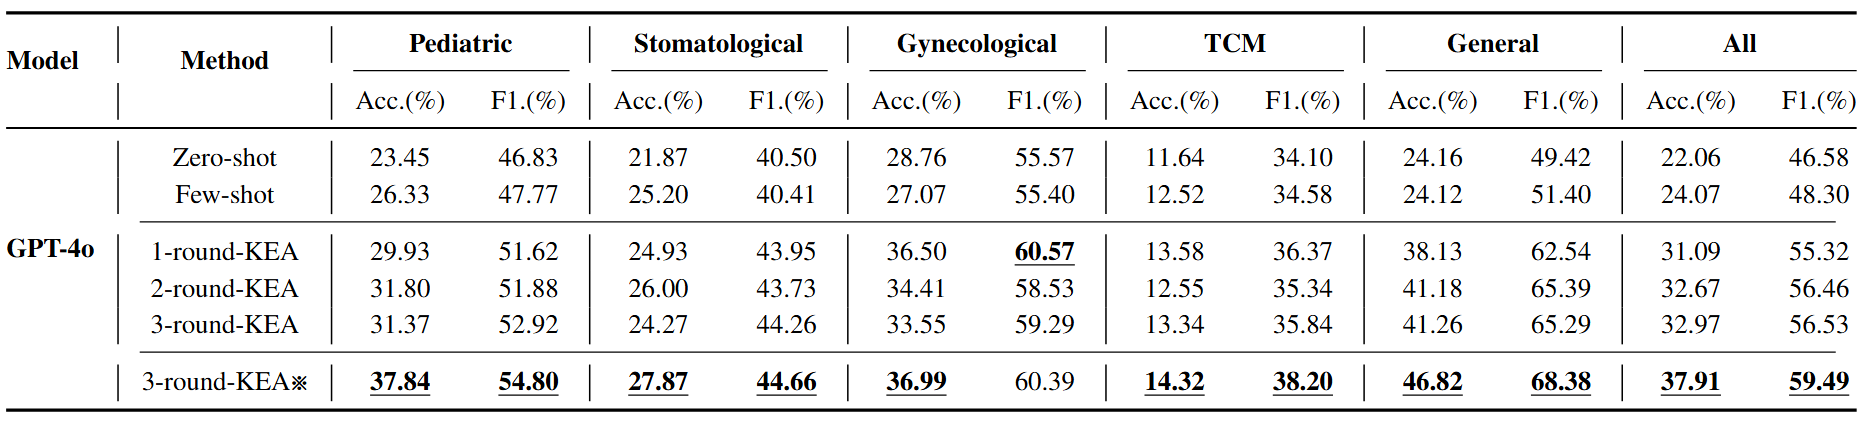 Model Method Pediatric Stomatological Gynecological TCM General All
Acc.(%) F1.(%) Acc.(%) F1.(%) Acc.(%) F1.(%) Acc.(%) F1.(%) Acc.(%) F1.(%) Acc.(%) F1.(%)
Zero-shot 23.45 46.83 21.87 40.50 28.76 55.57 11.64 34.10 24.16 49.42 22.06 46.58
Few-shot 26.33 47.77 25.20 40.41 27.07 55.40 12.52 34.58 24.12 51.40 24.07 48.30
GPT-4o 1-round-KEA 29.93 51.62 24.93 43.95 36.50 60.57 13.58 36.37 38.13 62.54 31.09 55.32
2-round-KEA 31.80 51.88 26.00 43.73 34.41 58.53 12.55 35.34 41.18 65.39 32.67 56.46
3-round-KEA 31.37 52.92 24.27 44.26 33.55 59.29 13.34 35.84 41.26 65.29 32.97 56.53
3-round-KEA※ 37.84 54.80 27.87 44.66 36.99 60.39 14.32 38.20 46.82 68.38 37.91 59.49